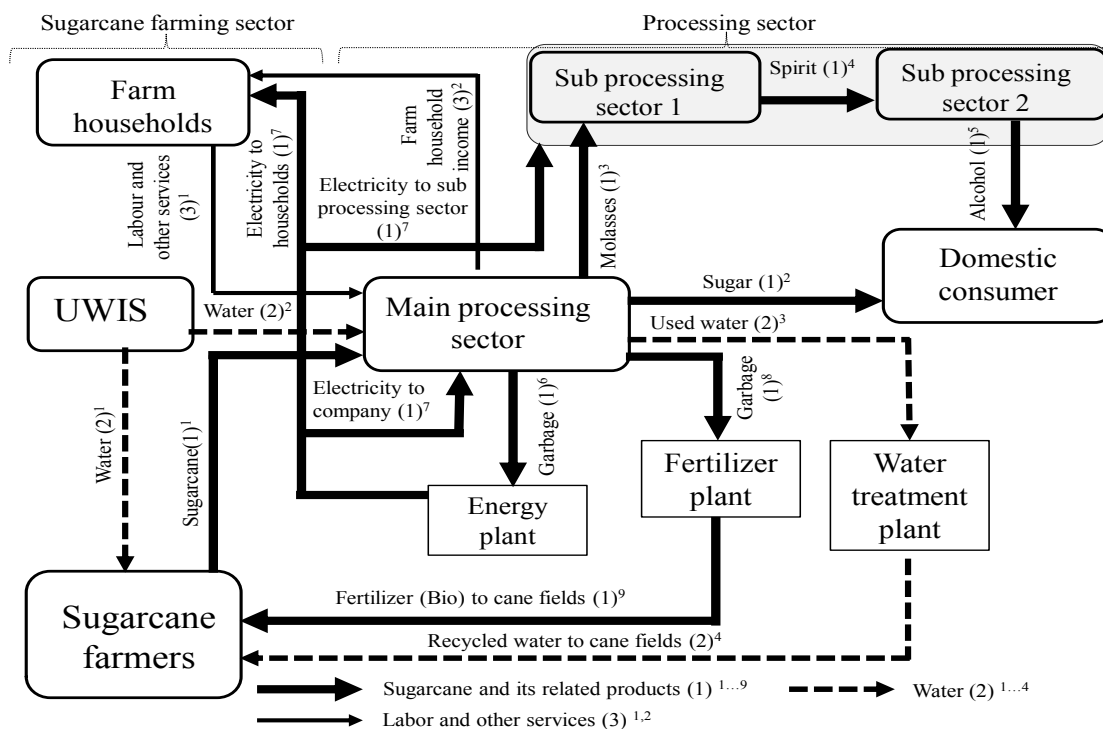 Sugarcane farming sector
Processing sector
Farm
households
Sub processing
sector 1
Spirit (1)⁴
Sub processing
sector 2
Labour and
other services
(3)¹
Electricity to
households (1)⁷
Farm
household
income (3)²
Electricity to sub
processing sector
(1)⁷
Molasses (1)³
Alcohol (1)⁵
UWIS
Water (2)²
Main processing
sector
Sugar (1)²
Domestic
consumer
Used water (2)³
Water (2)¹
Sugarcane(1)¹
Electricity to
company (1)⁷
Garbage (1)⁶
Garbage
(1)⁸
Energy
plant
Fertilizer
plant
Water
treatment
plant
Sugarcane
farmers
Fertilizer (Bio) to cane fields (1)⁹
Recycled water to cane fields (2)⁴
Sugarcane and its related products (1) ¹…⁹
Water (2) ¹…⁴
Labor and other services (3) ¹,²